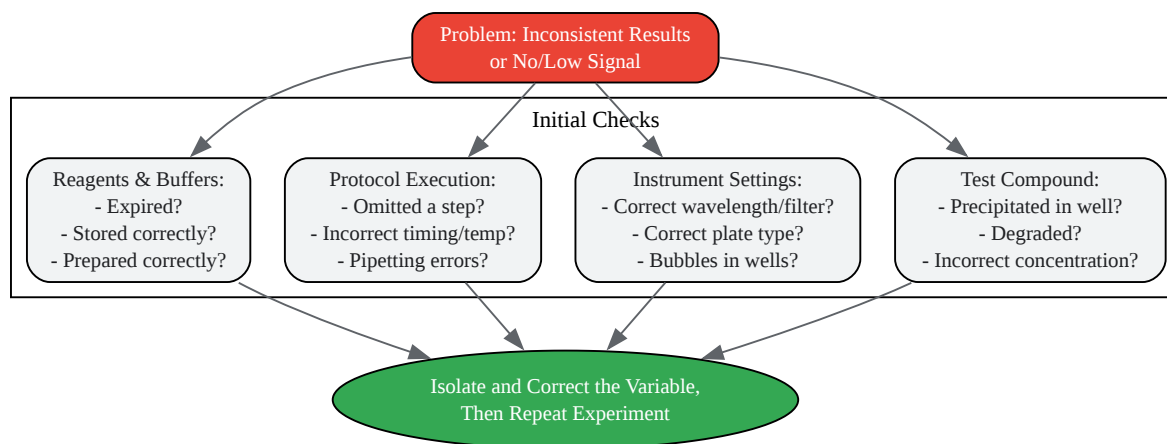 Problem: Inconsistent Results
or No/Low Signal
Initial Checks
Reagents & Buffers:
- Expired?
- Stored correctly?
- Prepared correctly?
Protocol Execution:
- Omitted a step?
- Incorrect timing/temp?
- Pipetting errors?
Instrument Settings:
- Correct wavelength/filter?
- Correct plate type?
- Bubbles in wells?
Test Compound:
- Precipitated in well?
- Degraded?
- Incorrect concentration?
Isolate and Correct the Variable,
Then Repeat Experiment